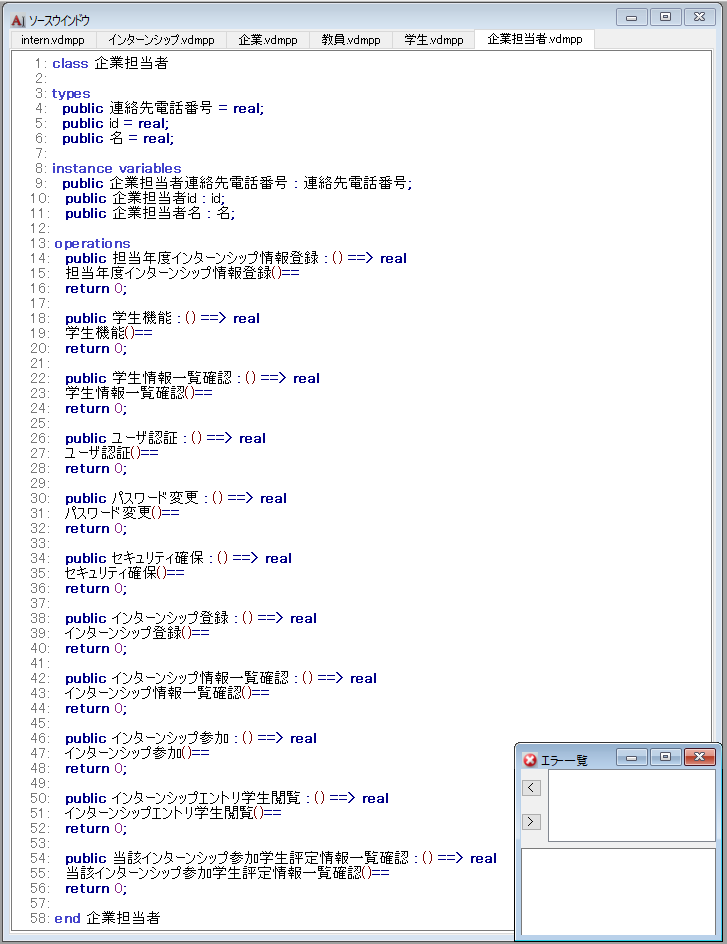 ソースウインドウ
intern.vdmpp インターンシップ.vdmpp 企業.vdmpp 教員.vdmpp 学生.vdmpp 企業担当者.vdmpp
1: class 企業担当者
2:
3: types
4: public 連絡先電話番号 = real;
5: public id = real;
6: public 名 = real;
7:
8: instance variables
9: public 企業担当者連絡先電話番号 : 連絡先電話番号;
10: public 企業担当者id : id;
11: public 企業担当者名 : 名;
12:
13: operations
14: public 担当年度インターンシップ情報登録 : () ==> real
15: 担当年度インターンシップ情報登録()==
16: return 0;
17:
18: public 学生機能 : () ==> real
19: 学生機能()==
20: return 0;
21:
22: public 学生情報一覧確認 : () ==> real
23: 学生情報一覧確認()==
24: return 0;
25:
26: public ユーザ認証 : () ==> real
27: ユーザ認証()==
28: return 0;
29:
30: public パスワード変更 : () ==> real
31: パスワード変更()==
32: return 0;
33:
34: public セキュリティ確保 : () ==> real
35: セキュリティ確保()==
36: return 0;
37:
38: public インターンシップ登録 : () ==> real
39: インターンシップ登録()==
40: return 0;
41:
42: public インターンシップ情報一覧確認 : () ==> real
43: インターンシップ情報一覧確認()==
44: return 0;
45:
46: public インターンシップ参加 : () ==> real
47: インターンシップ参加()==
48: return 0;
49:
50: public インターンシップエントリ学生閲覧 : () ==> real
51: インターンシップエントリ学生閲覧()==
52: return 0;
53:
54: public 当該インターンシップ参加学生評定情報一覧確認 : () ==> real
55: 当該インターンシップ参加学生評定情報一覧確認()==
56: return 0;
57:
58: end 企業担当者
エラー一覧
<
>